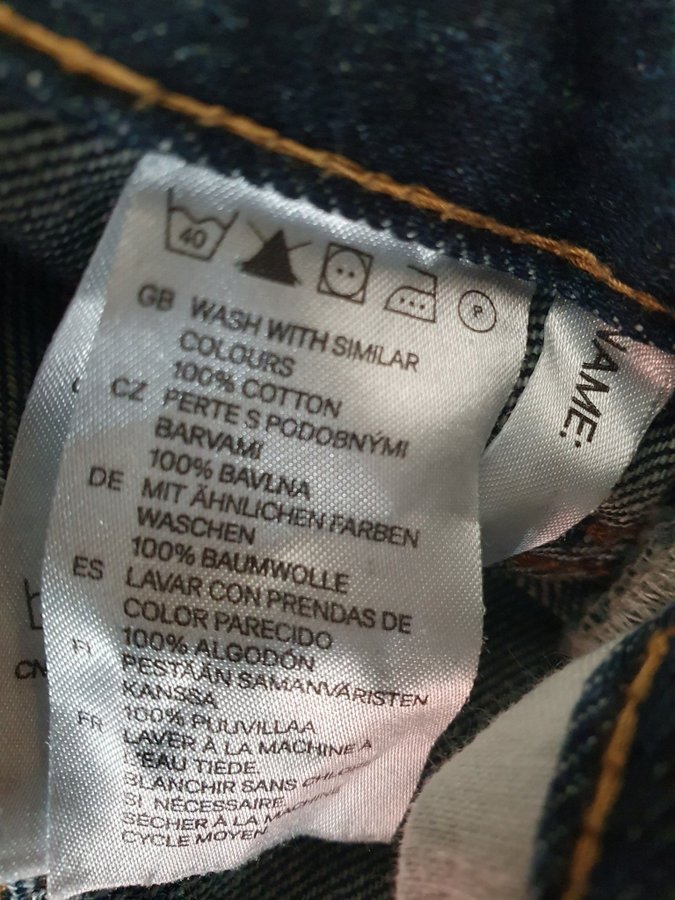 40
P
GB WASH WITH SIMILAR
COLOURS
100% COTTON
CZ PERTE S PODOBNÝMI
BARVAMI
100% BAVLNA
DE MIT ÄHNLICHEN FARBEN
WASCHEN
100% BAUMWOLLE
ES LAVAR CON PRENDAS DE
COLOR PARECIDO
100% ALGODÓN
FI PESTÄÄN SAMANVÄRISTEN
KANSSA
100% PUUVILLAA
FR LAVER À LA MACHINE À
L'EAU TIEDE
BLANCHIR SANS CHLORE
SI NÉCESSAIRE
SÉCHER À LA MACHINE
CYCLE MOYEN
NAME:
CN